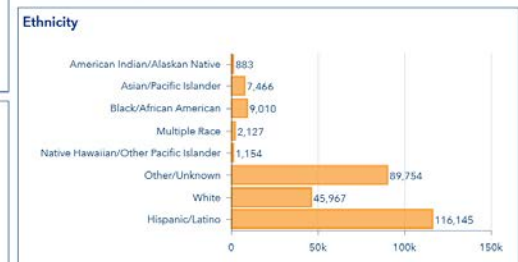 Ethnicity
American Indian/Alaskan Native 883
Asian/Pacific Islander 7,466
Black/African American 9,010
Multiple Race 2,127
Native Hawaiian/Other Pacific Islander 1,154
Other/Unknown 89,754
White 45,967
Hispanic/Latino 116,145
0 50k 100k 150k